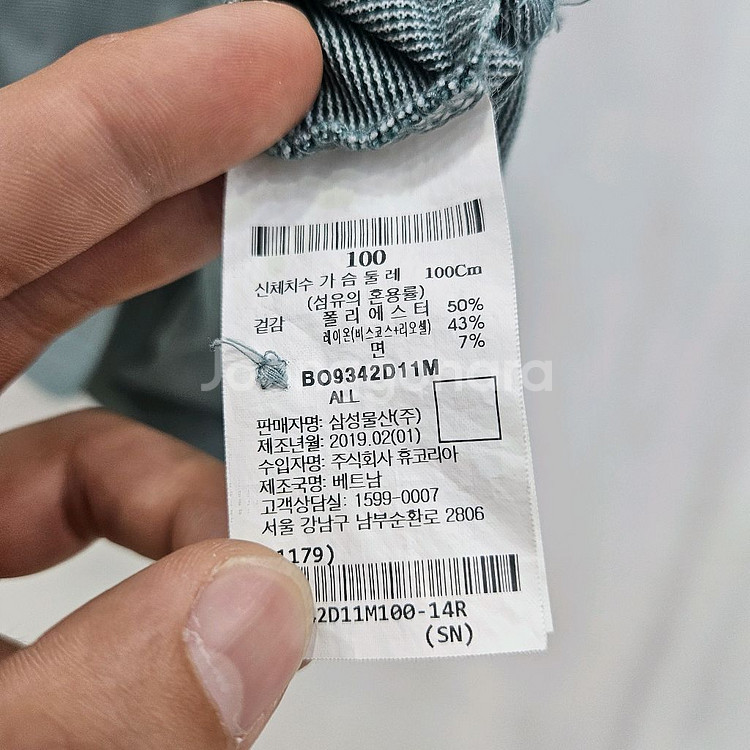 100
신체치수 가슴둘레 100Cm
(섬유의 혼용률)
겉감 폴리에스터 50%
레이온(비스코스+리오셀) 43%
면 7%
BO9342D11M
ALL
판매자명: 삼성물산(주)
제조년월: 2019.02(01)
수입자명: 주식회사 휴코리아
제조국명: 베트남
고객상담실: 1599-0007
서울 강남구 남부순환로 2806
1179)
2D11M100-14R
(SN)